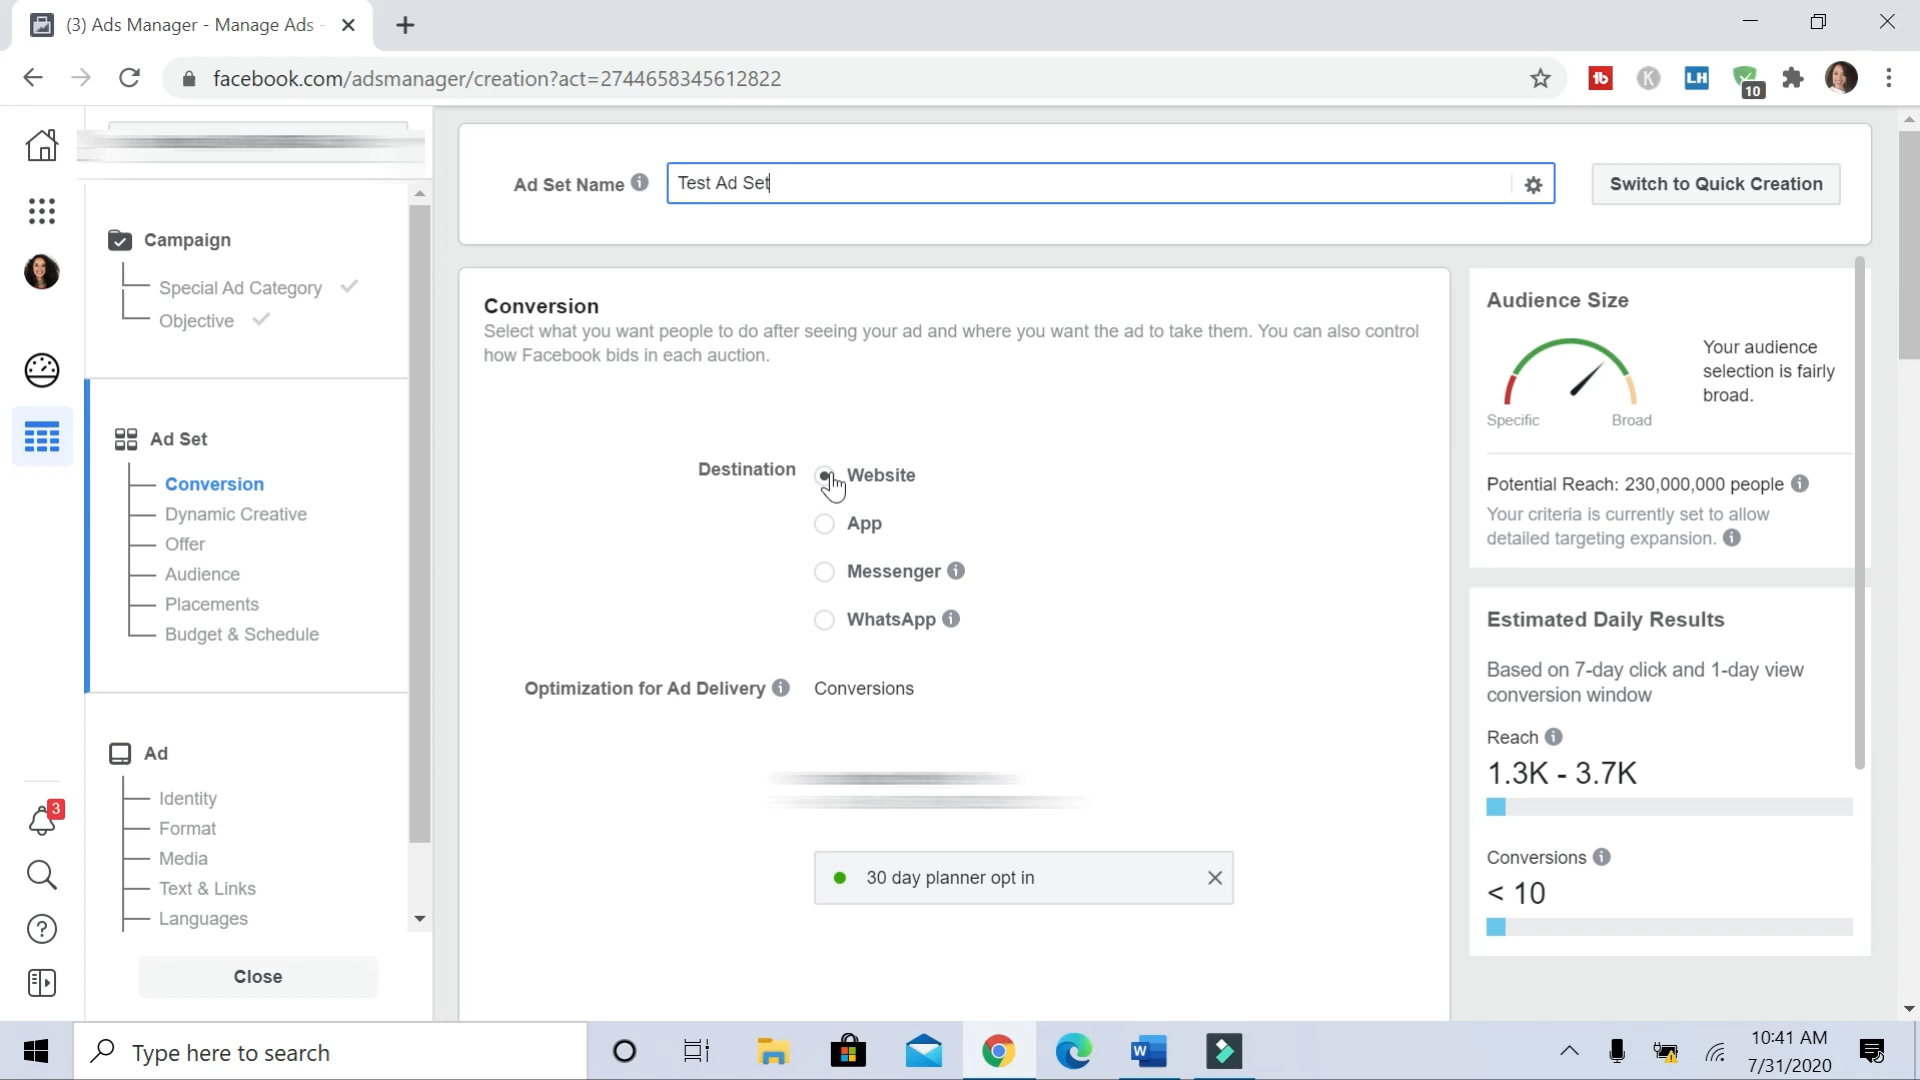 (3) Ads Manager - Manage Ads -
facebook.com/adsmanager/creation?act=2744658345612822
LH
10
Ad Set Name
Test Ad Set
Switch to Quick Creation
Campaign
Special Ad Category
Objective
Ad Set
Conversion
Dynamic Creative
Offer
Audience
Placements
Budget & Schedule
Ad
Identity
Format
Media
Text & Links
Languages
Close
3
Conversion
Select what you want people to do after seeing your ad and where you want the ad to take them. You can also control
how Facebook bids in each auction.
Destination
Website
App
Messenger
WhatsApp
Optimization for Ad Delivery
Conversions
30 day planner opt in
Audience Size
Your audience
selection is fairly
broad.
Specific
Broad
Potential Reach: 230,000,000 people
Your criteria is currently set to allow
detailed targeting expansion.
Estimated Daily Results
Based on 7-day click and 1-day view
conversion window
Reach
1.3K - 3.7K
Conversions
< 10
Type here to search
10:41 AM
7/31/2020